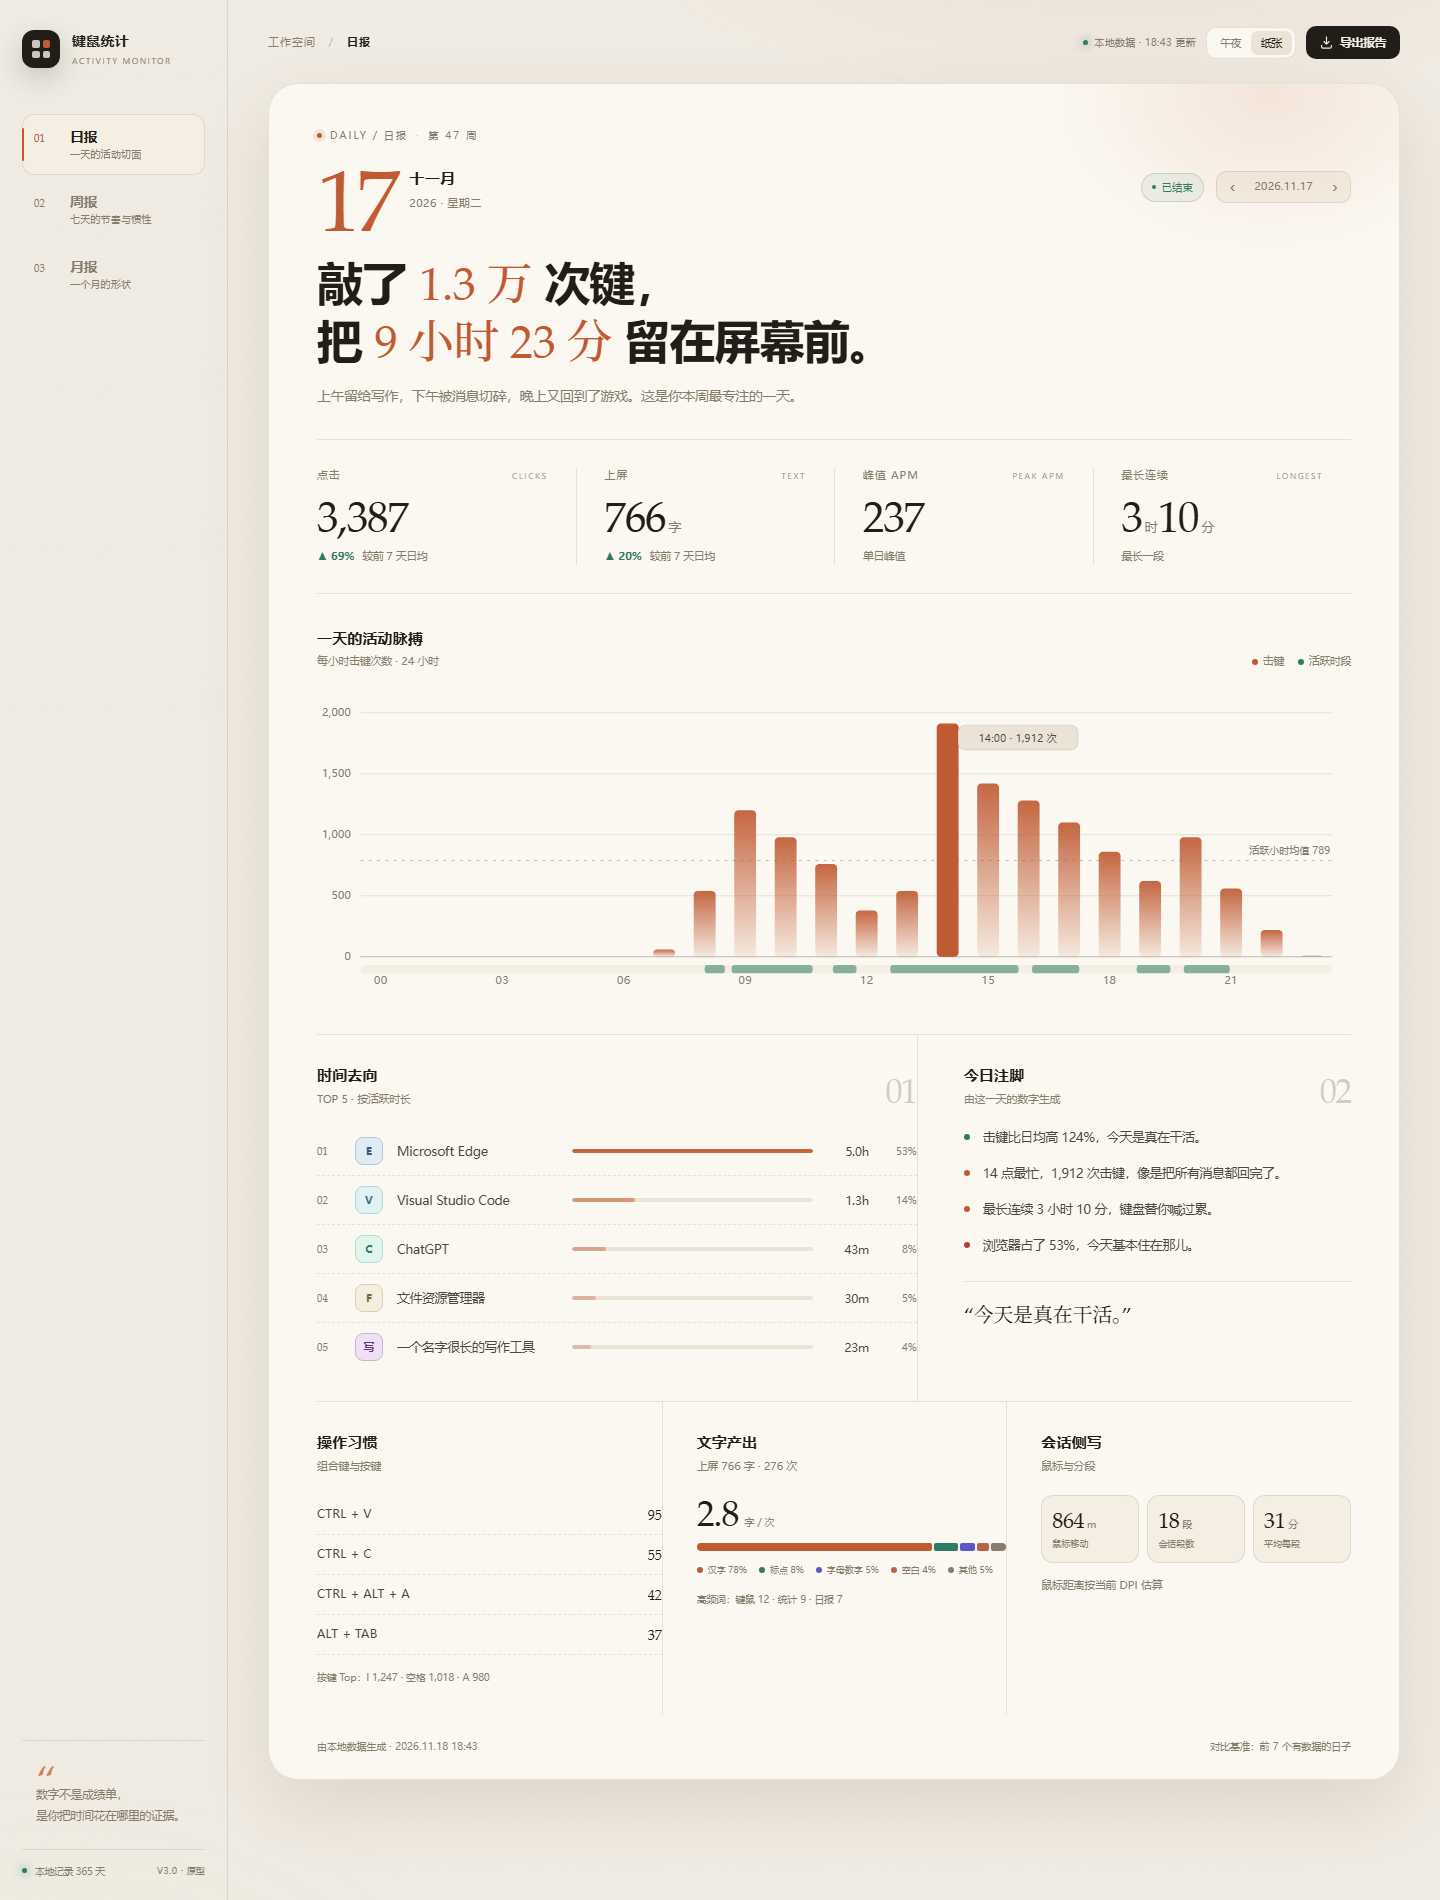 键鼠统计
ACTIVITY MONITOR
01 日报
一天的活动切面
02 周报
七天的节奏与惯性
03 月报
一个月的形状
“
数字不是成绩单，
是你把时间花在哪里的证据。
本地记录 365 天 V3.0 · 原型
工作空间 / 日报
本地数据 · 18:43 更新 午夜 纸张 导出报告
DAILY / 日报 · 第 47 周
17 十一月
2026 · 星期二
已结束 ‹ 2026.11.17 ›
敲了 1.3 万 次键，
把 9 小时 23 分 留在屏幕前。
上午留给写作，下午被消息切碎，晚上又回到了游戏。这是你本周最专注的一天。
点击 CLICKS
3,387
▲ 69% 较前 7 天日均
上屏 TEXT
766 字
▲ 20% 较前 7 天日均
峰值 APM PEAK APM
237
单日峰值
最长连续 LONGEST
3 时 10 分
最长一段
一天的活动脉搏
每小时击键次数 · 24 小时
击键 活跃时段
2,000
14:00 · 1,912 次
1,500
1,000
活跃小时均值 789
500
0
00 03 06 09 12 15 18 21
时间去向
TOP 5 · 按活跃时长
01
01 E Microsoft Edge 5.0h 53%
02 V Visual Studio Code 1.3h 14%
03 C ChatGPT 43m 8%
04 F 文件资源管理器 30m 5%
05 写 一个名字很长的写作工具 23m 4%
今日注脚
由这一天的数字生成
02
击键比日均高 124%，今天是真在干活。
14 点最忙，1,912 次击键，像是把所有消息都回完了。
最长连续 3 小时 10 分，键盘替你喊过累。
浏览器占了 53%，今天基本住在那儿。
“今天是真在干活。”
操作习惯
组合键与按键
CTRL + V 95
CTRL + C 55
CTRL + ALT + A 42
ALT + TAB 37
按键 Top：I 1,247 · 空格 1,018 · A 980
文字产出
上屏 766 字 · 276 次
2.8 字 / 次
汉字 78% 标点 8% 字母数字 5% 空白 4% 其他 5%
高频词：键鼠 12 · 统计 9 · 日报 7
会话侧写
鼠标与分段
864 m
鼠标移动
18 段
会话段数
31 分
平均每段
鼠标距离按当前 DPI 估算
由本地数据生成 · 2026.11.18 18:43
对比基准：前 7 个有数据的日子